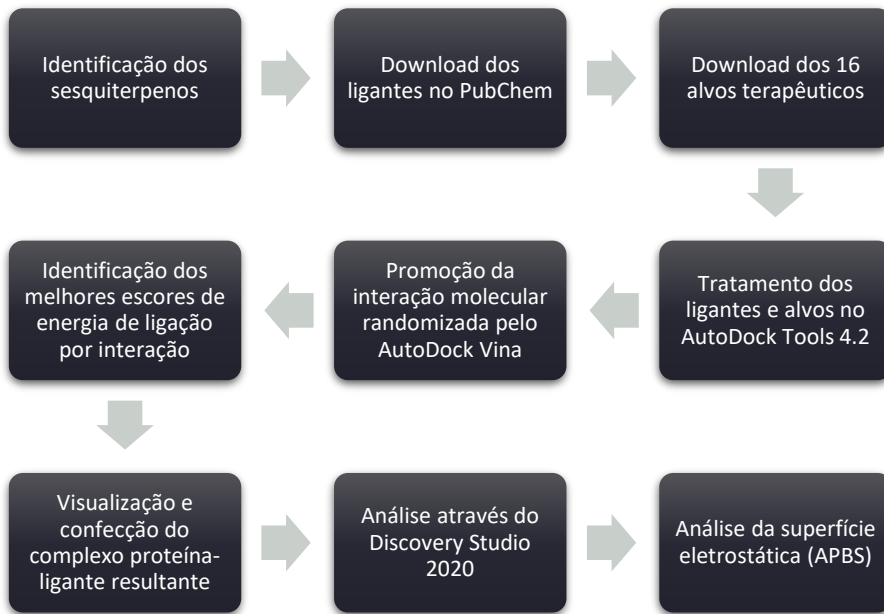 Identificação dos
sesquiterpenos
Download dos
ligantes no PubChem
Download dos 16
alvos terapêuticos
Tratamento dos
ligantes e alvos no
AutoDock Tools 4.2
Promoção da
interação molecular
randomizada pelo
AutoDock Vina
Identificação dos
melhores escores de
energia de ligação
por interação
Visualização e
confecção do
complexo proteína-
ligante resultante
Análise através do
Discovery Studio
2020
Análise da superfície
eletrostática (APBS)